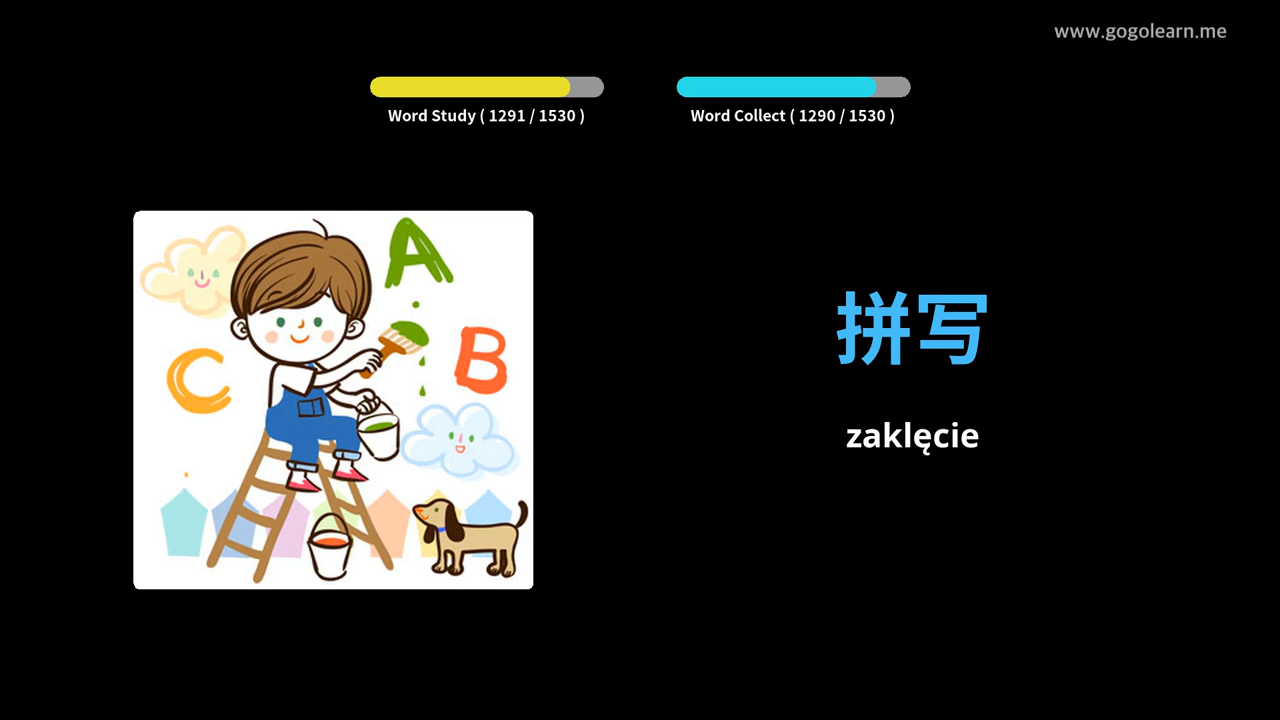 www.gogolearn.me
Word Study ( 1291 / 1530 )
Word Collect ( 1290 / 1530 )
A
B
C
拼写
zaklęcie